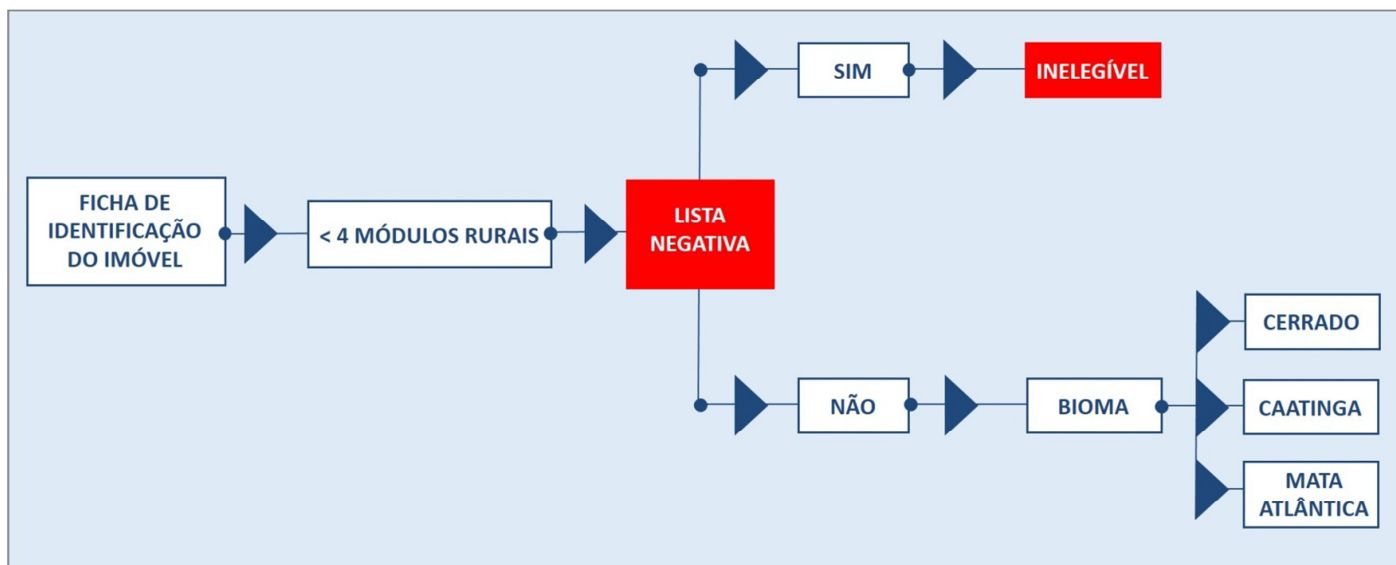 SIM
INELEGÍVEL
FICHA DE
IDENTIFICAÇÃO
DO IMÓVEL
< 4 MÓDULOS RURAIS
LISTA
NEGATIVA
NÃO
BIOMA
CERRADO
CAATINGA
MATA
ATLÂNTICA